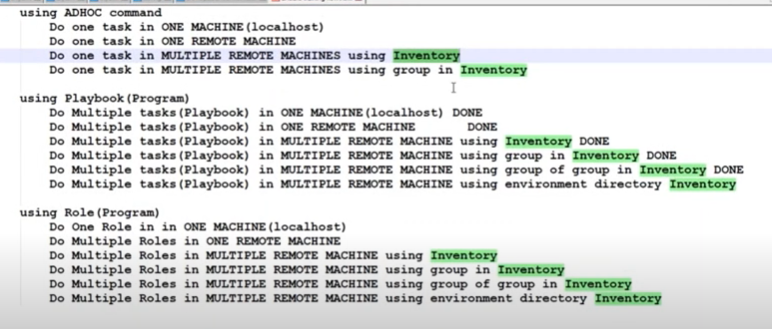 using ADHOC command
Do one task in ONE MACHINE(localhost)
Do one task in ONE REMOTE MACHINE
Do one task in MULTIPLE REMOTE MACHINES using Inventory
Do one task in MULTIPLE REMOTE MACHINES using group in Inventory
using Playbook(Program)
Do Multiple tasks(Playbook) in ONE MACHINE(localhost) DONE
Do Multiple tasks(Playbook) in ONE REMOTE MACHINE DONE
Do Multiple tasks(Playbook) in MULTIPLE REMOTE MACHINE using Inventory DONE
Do Multiple tasks(Playbook) in MULTIPLE REMOTE MACHINE using group in Inventory DONE
Do Multiple tasks(Playbook) in MULTIPLE REMOTE MACHINE using group of group in Inventory DONE
Do Multiple tasks(Playbook) in MULTIPLE REMOTE MACHINE using environment directory Inventory
using Role(Program)
Do One Role in in ONE MACHINE(localhost)
Do Multiple Roles in ONE REMOTE MACHINE
Do Multiple Roles in MULTIPLE REMOTE MACHINE using Inventory
Do Multiple Roles in MULTIPLE REMOTE MACHINE using group in Inventory
Do Multiple Roles in MULTIPLE REMOTE MACHINE using group of group in Inventory
Do Multiple Roles in MULTIPLE REMOTE MACHINE using environment directory Inventory